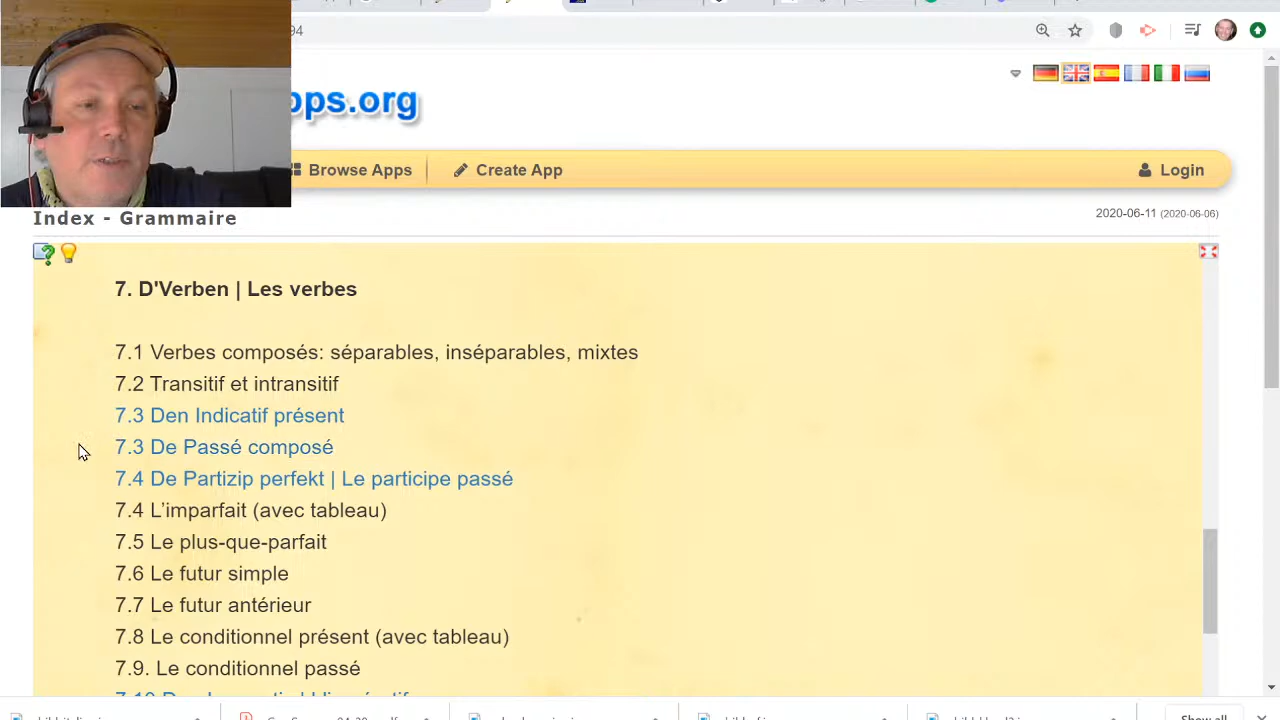 94
pps.org
Browse Apps
Create App
Login
Index - Grammaire
2020-06-11 (2020-06-06)
7. D'Verben | Les verbes
7.1 Verbes composés: séparables, inséparables, mixtes
7.2 Transitif et intransitif
7.3 Den Indicatif présent
7.3 De Passé composé
7.4 De Partizip perfekt | Le participe passé
7.4 L’imparfait (avec tableau)
7.5 Le plus-que-parfait
7.6 Le futur simple
7.7 Le futur antérieur
7.8 Le conditionnel présent (avec tableau)
7.9. Le conditionnel passé
Show all